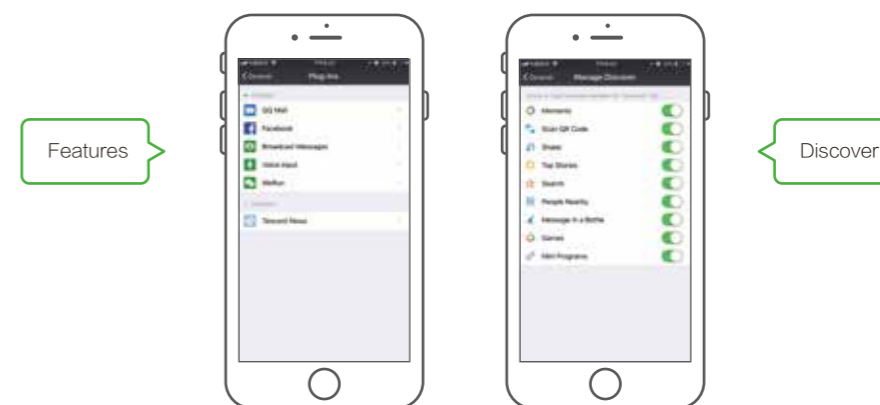 Features
General
Plug-Ins
QQ Mail
Facebook
Broadcast Messages
Voice Input
WeRun
Tencent News
General
Manage Discover
Moments
Scan QR Code
Shake
Top Stories
Search
People Nearby
Message in a Bottle
Games
Mini Programs
Discover